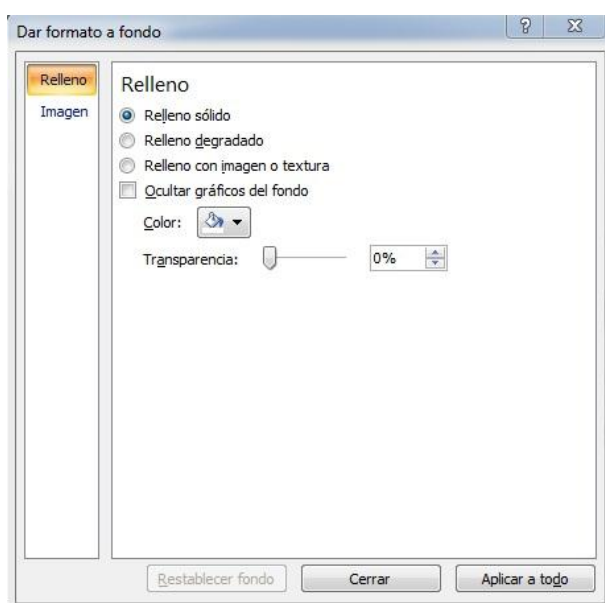 Dar formato a fondo
Relleno
Imagen
Relleno
Relleno sólido
Relleno degradado
Relleno con imagen o textura
Ocultar gráficos del fondo
Color:
Transparencia: 0%
Restablecer fondo Cerrar Aplicar a todo